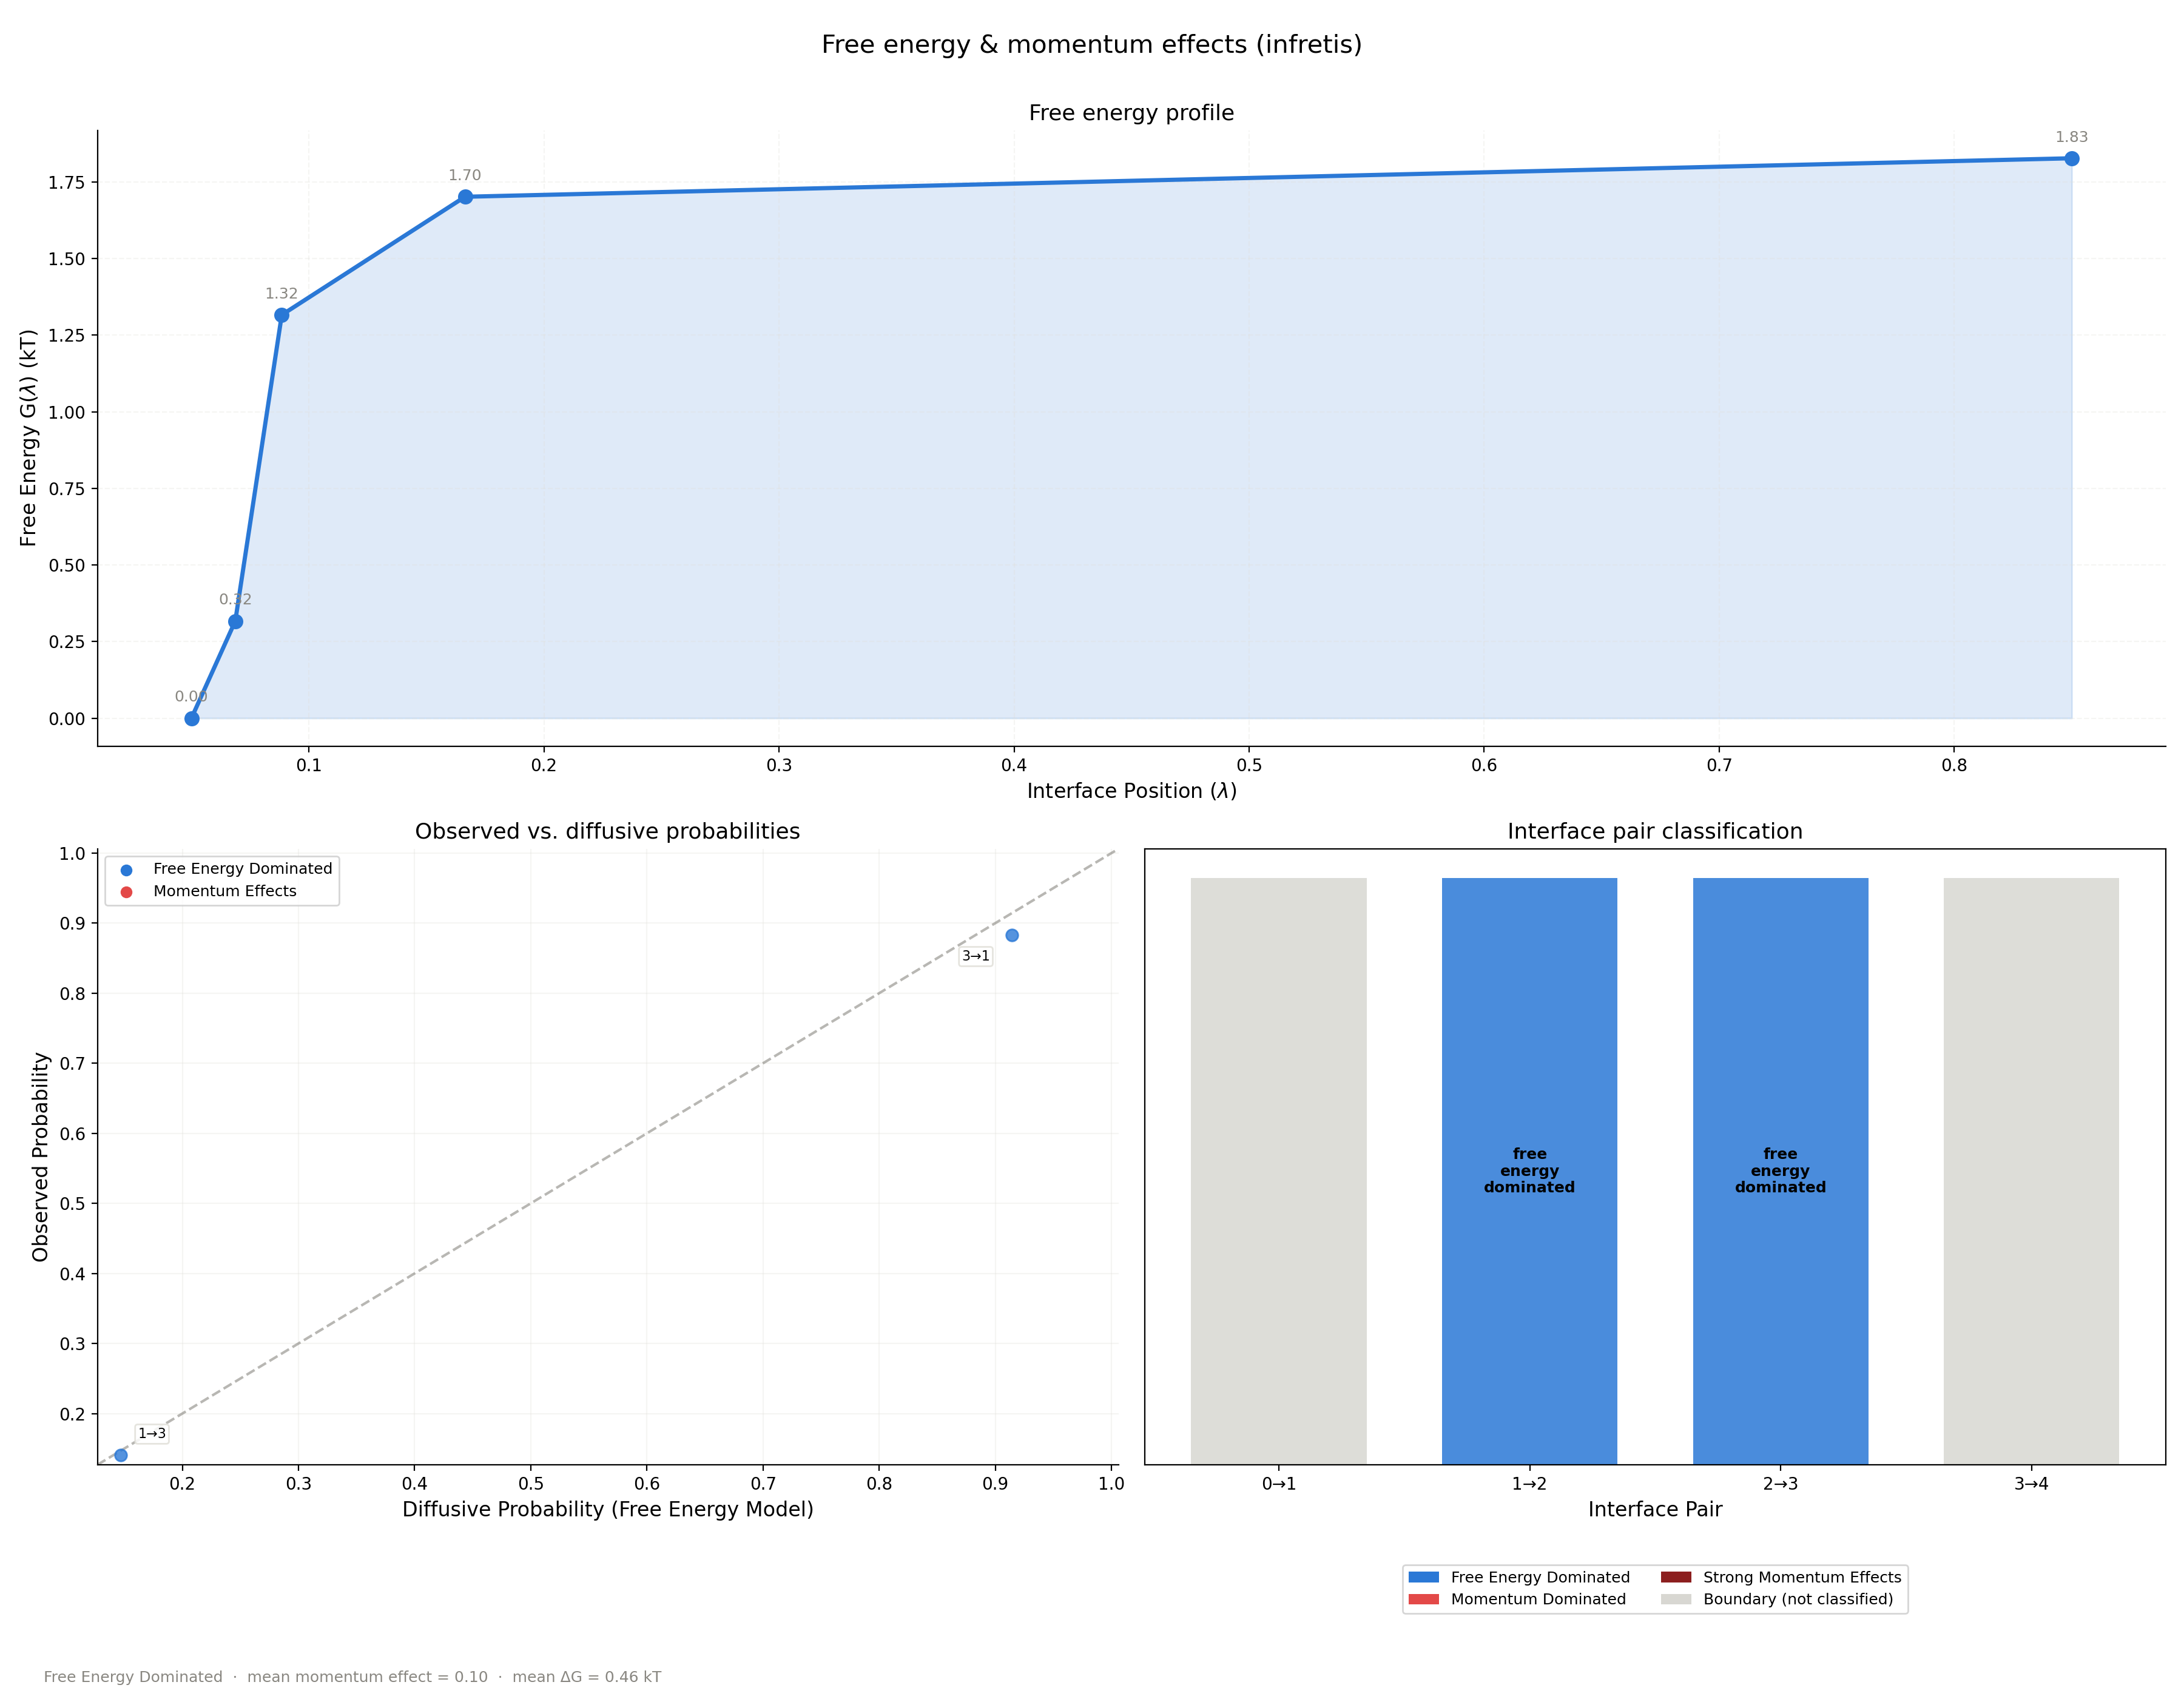 Free energy & momentum effects (infretis)
Free energy profile
Free Energy G(λ) (kT)
1.75
1.50
1.25
1.00
0.75
0.50
0.25
0.00
0.00
0.32
1.32
1.70
1.83
0.1
0.2
0.3
0.4
0.5
0.6
0.7
0.8
Interface Position (λ)
Observed vs. diffusive probabilities
Free Energy Dominated
Momentum Effects
Observed Probability
1.0
0.9
0.8
0.7
0.6
0.5
0.4
0.3
0.2
3→1
1→3
0.2
0.3
0.4
0.5
0.6
0.7
0.8
0.9
1.0
Diffusive Probability (Free Energy Model)
Interface pair classification
free
energy
dominated
free
energy
dominated
0→1
1→2
2→3
3→4
Interface Pair
Free Energy Dominated
Momentum Dominated
Strong Momentum Effects
Boundary (not classified)
Free Energy Dominated · mean momentum effect = 0.10 · mean ΔG = 0.46 kT